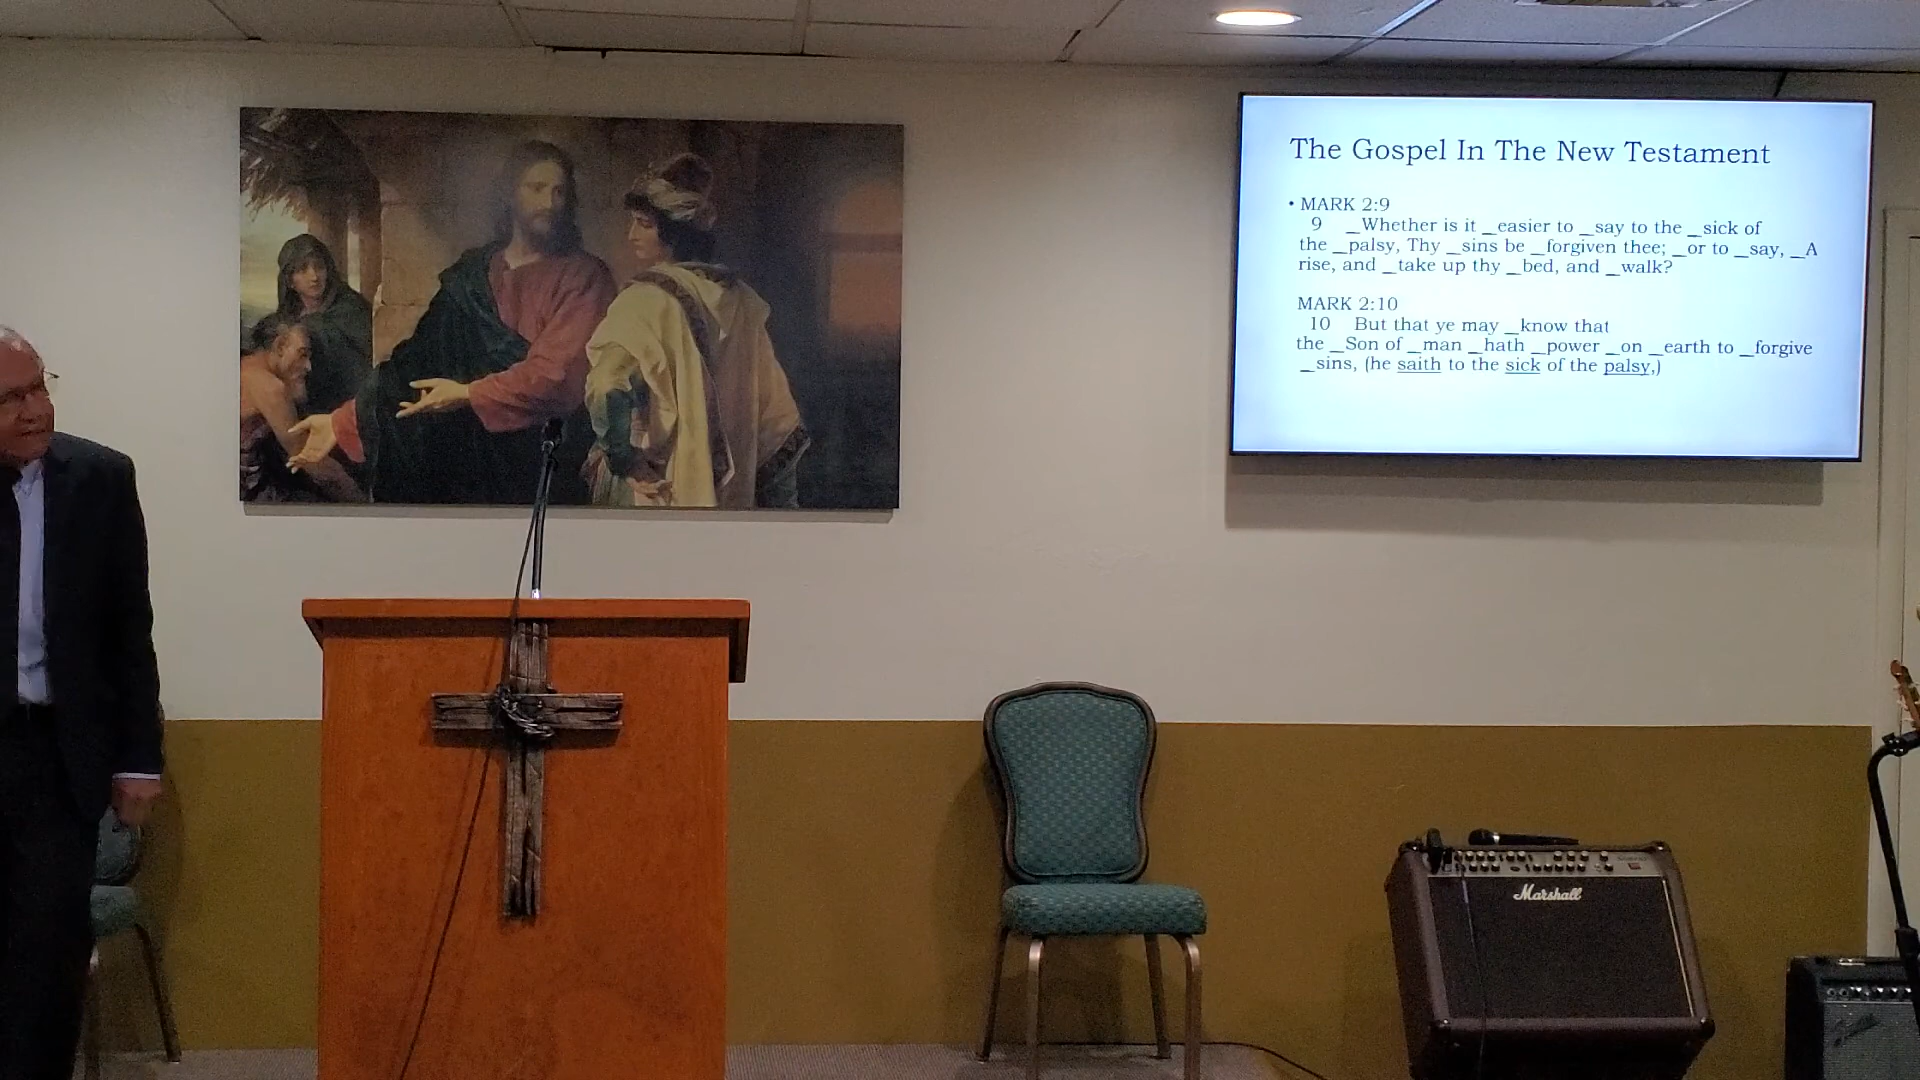 The Gospel In The New Testament
• MARK 2:9
9 _Whether is it _easier to _say to the _sick of
the _palsy, Thy _sins be _forgiven thee; _or to _say, _A
rise, and _take up thy _bed, and _walk?
MARK 2:10
10 But that ye may _know that
the _Son of _man _hath _power _on _earth to _forgive
_sins, (he saith to the sick of the palsy,)
Marshall